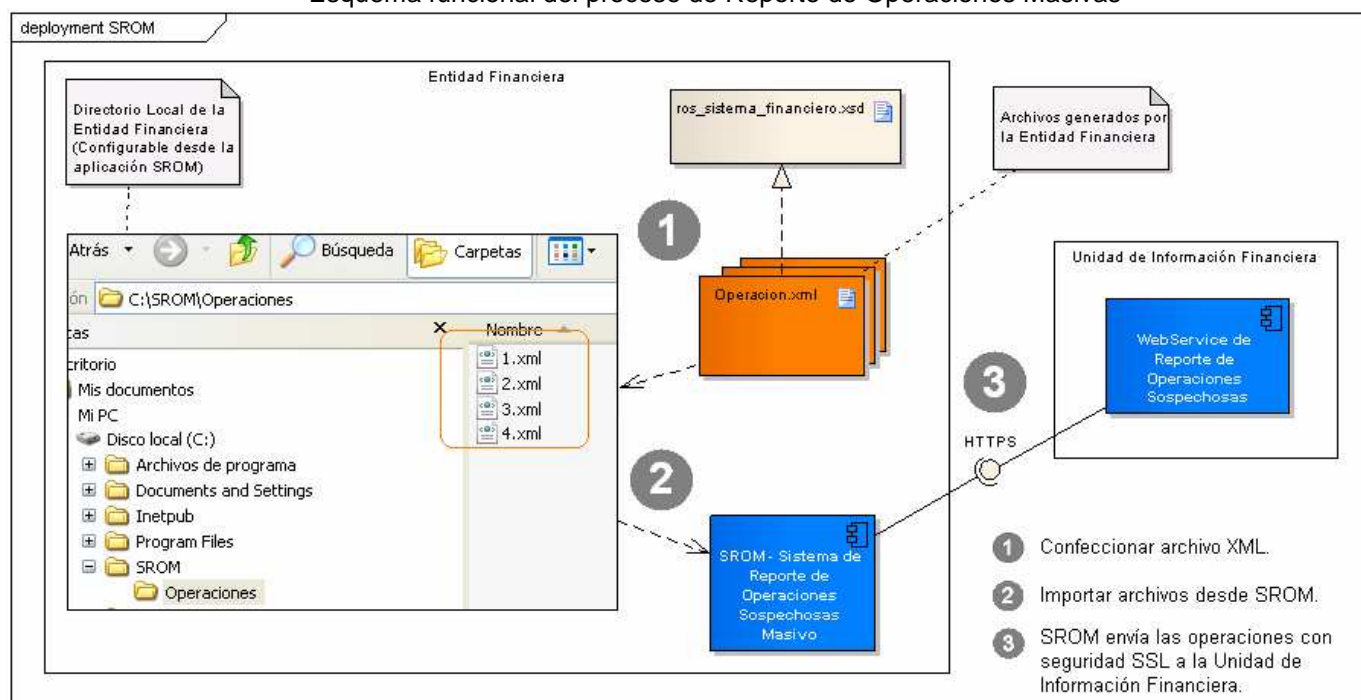 Esquema funcional del proceso de Reporte de Operaciones Masivas
deployment SROM
Entidad Financiera
Directorio Local de la
Entidad Financiera
(Configurable desde la
aplicación SROM)
ros_sistema_financiero.xsd
Archivos generados por
la Entidad Financiera
1
Atrás
Búsqueda
Carpetas
ón
C:\SROM\Operaciones
tas
X
Nombre
critorio
Mis documentos
Mi PC
Disco local (C:)
Archivos de programa
Documents and Settings
Inetpub
Program Files
SROM
Operaciones
1.xml
2.xml
3.xml
4.xml
Operacion.xml
Unidad de Información Financiera
WebService de
Reporte de
Operaciones
Sospechosas
3
HTTPS
2
SROM- Sistema de
Reporte de
Operaciones
Sospechosas
Masivo
1 Confeccionar archivo XML.
2 Importar archivos desde SROM.
3 SROM envía las operaciones con
seguridad SSL a la Unidad de
Información Financiera.